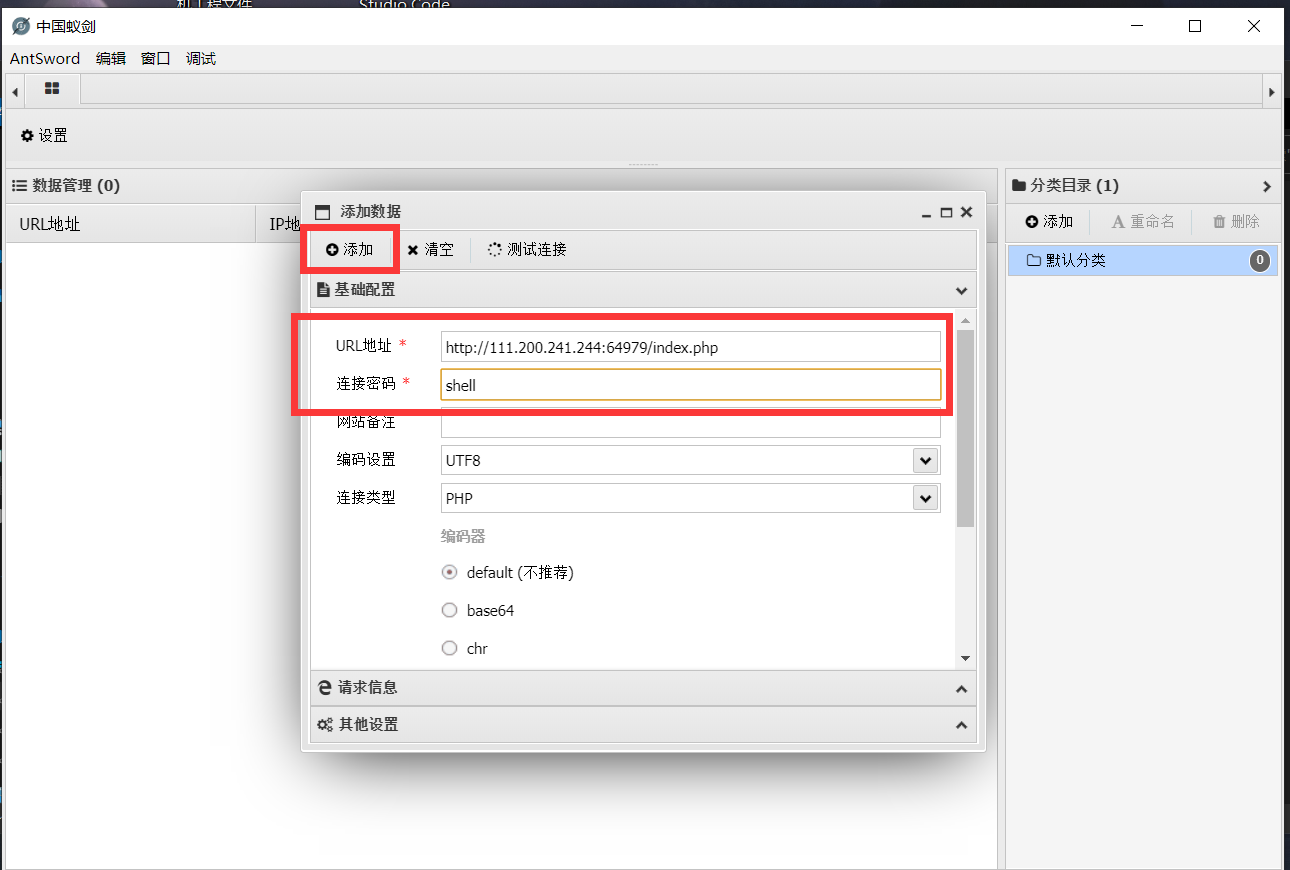 Studio Code
中国蚁剑
AntSword 编辑 窗口 调试
设置
数据管理 (0)
分类目录 (1)
URL地址
IP地
添加 重命名 删除
默认分类 0
添加数据
添加 清空 测试连接
基础配置
URL地址 * http://111.200.241.244:64979/index.php
连接密码 * shell
网站备注
编码设置 UTF8
连接类型 PHP
编码器
default (不推荐)
base64
chr
请求信息
其他设置